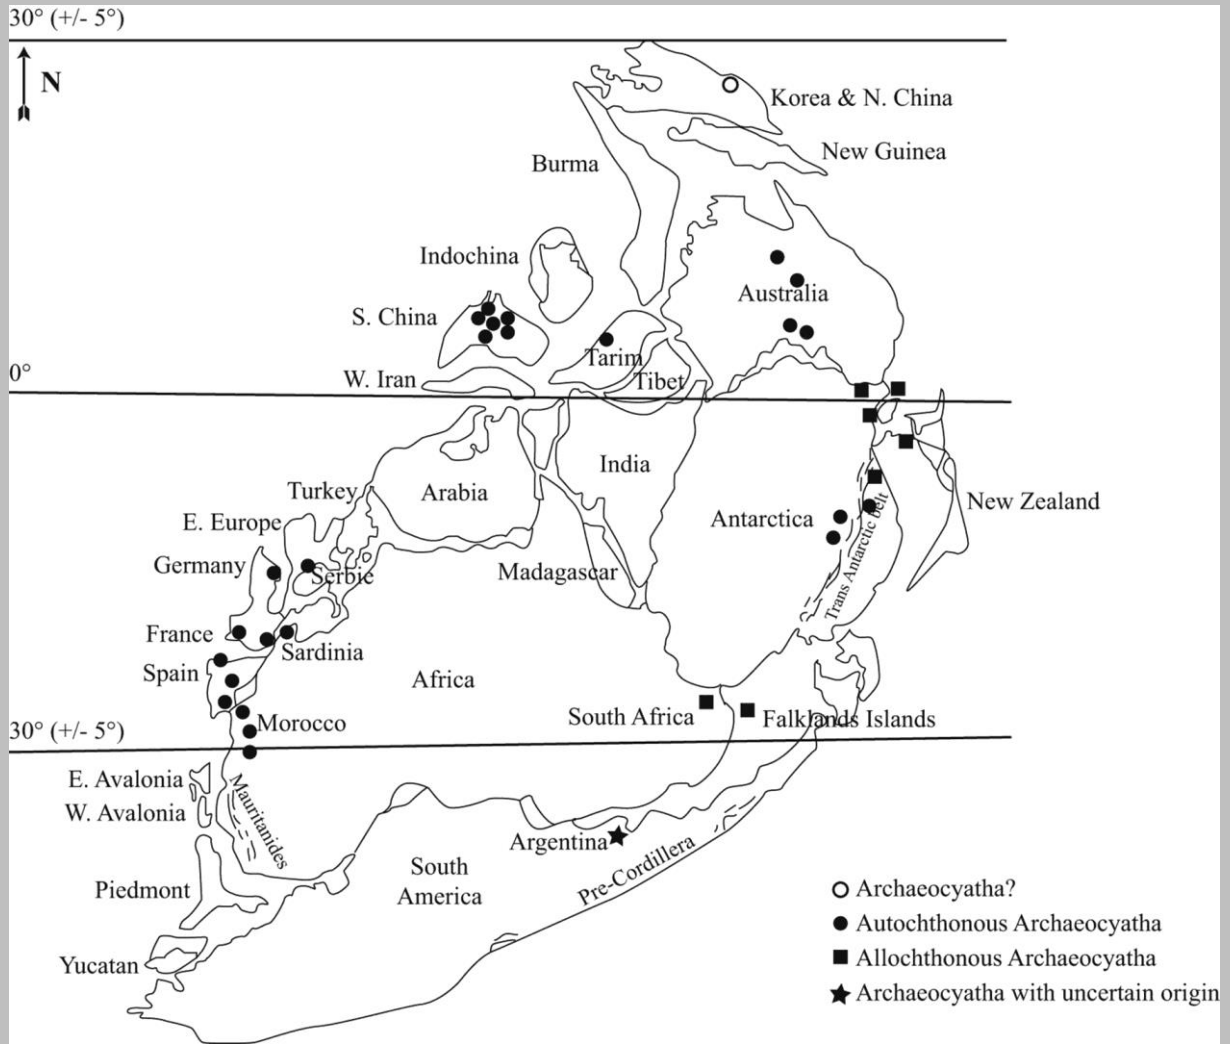 30° (+/- 5°)
N
Korea & N. China
New Guinea
Burma
Indochina
Australia
S. China
Tarim
0°
W. Iran
Tibet
India
Turkey
Arabia
New Zealand
E. Europe
Antarctica
Germany
Serbie
Madagascar
Trans Antarctic belt
France
Sardinia
Spain
Africa
South Africa
Falklands Islands
Morocco
30° (+/- 5°)
E. Avalonia
W. Avalonia
Mauritanides
Argentina
Pre-Cordillera
South
America
Piedmont
Yucatan
Archaeocyatha?
Autochthonous Archaeocyatha
Allochthonous Archaeocyatha
Archaeocyatha with uncertain origin